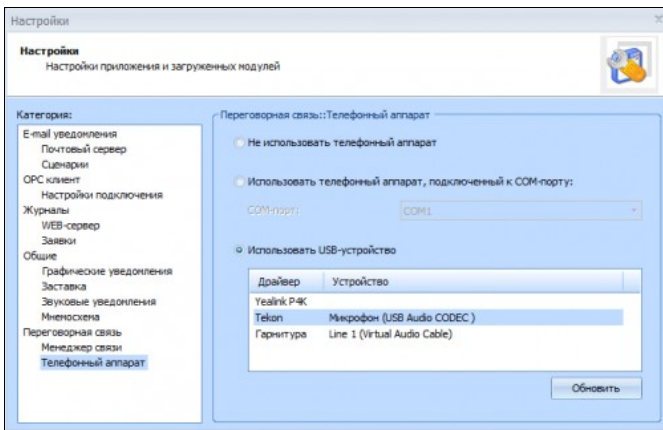 Настройки
Настройки
Настройки приложения и загруженных модулей
Категория:
E-mail уведомления
Почтовый сервер
Сценарии
OPC клиент
Настройки подключения
Журналы
WEB-сервер
Заявки
Общие
Графические уведомления
Заставка
Звуковые уведомления
Мнемосхема
Переговорная связь
Менеджер связи
Телефонный аппарат
Переговорная связь::Телефонный аппарат
Не использовать телефонный аппарат
Использовать телефонный аппарат, подключенный к COM-порту:
COM-порт: COM1
Использовать USB-устройство
Драйвер Устройство
Yealink P4K
Tekon Микрофон (USB Audio CODEC )
Гарнитура Line 1 (Virtual Audio Cable)
Обновить